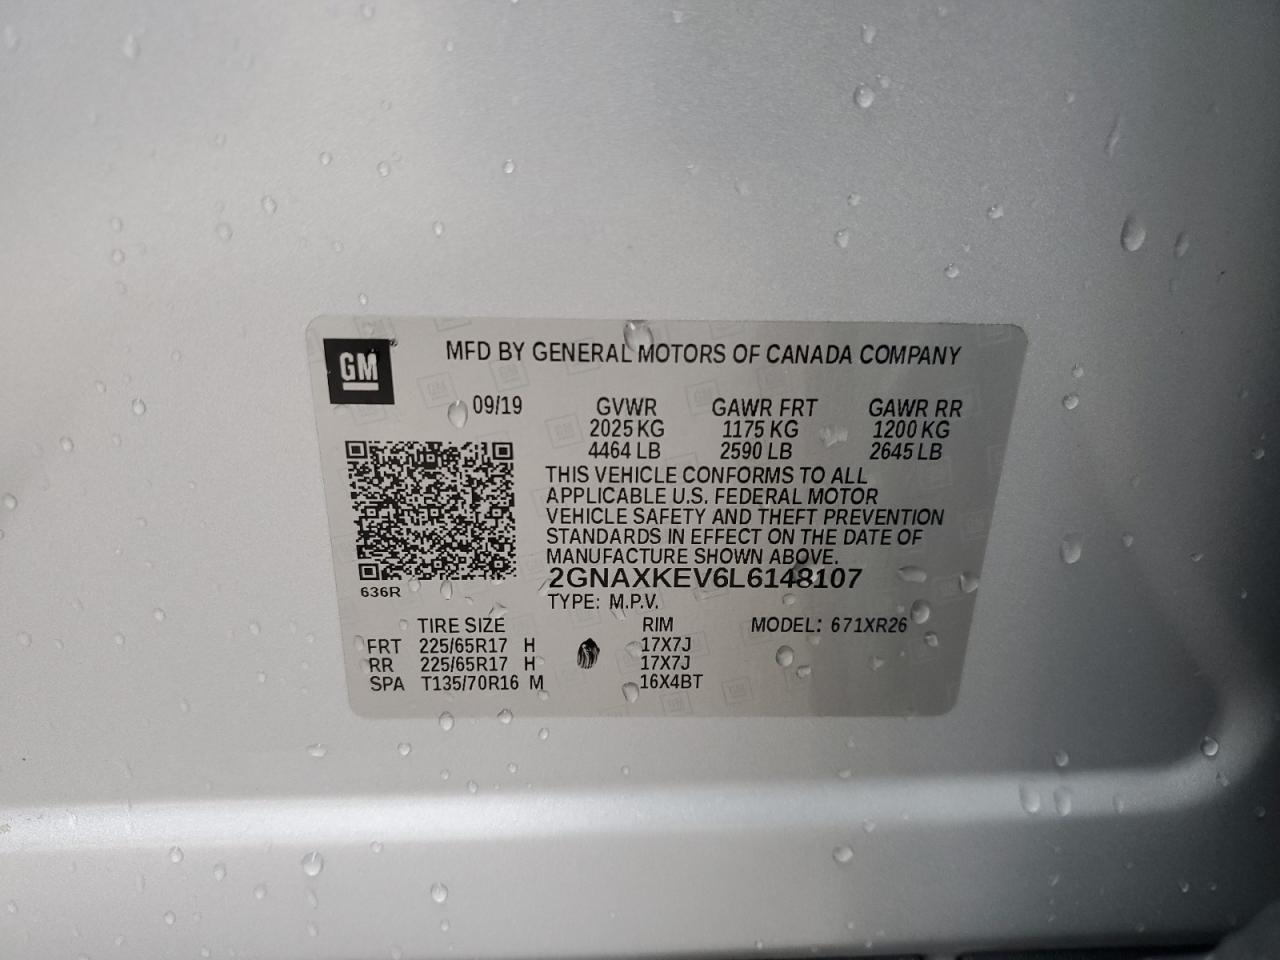 GM
MFD BY GENERAL MOTORS OF CANADA COMPANY
09/19 GVWR GAWR FRT GAWR RR
2025 KG 1175 KG 1200 KG
4464 LB 2590 LB 2645 LB
THIS VEHICLE CONFORMS TO ALL
APPLICABLE U.S. FEDERAL MOTOR
VEHICLE SAFETY AND THEFT PREVENTION
STANDARDS IN EFFECT ON THE DATE OF
MANUFACTURE SHOWN ABOVE.
2GNAXKEV6L6148107
636R
TYPE: M.P.V.
TIRE SIZE RIM MODEL: 671XR26
FRT 225/65R17 H 17X7J
RR 225/65R17 H 17X7J
SPA T135/70R16 M 16X4BT